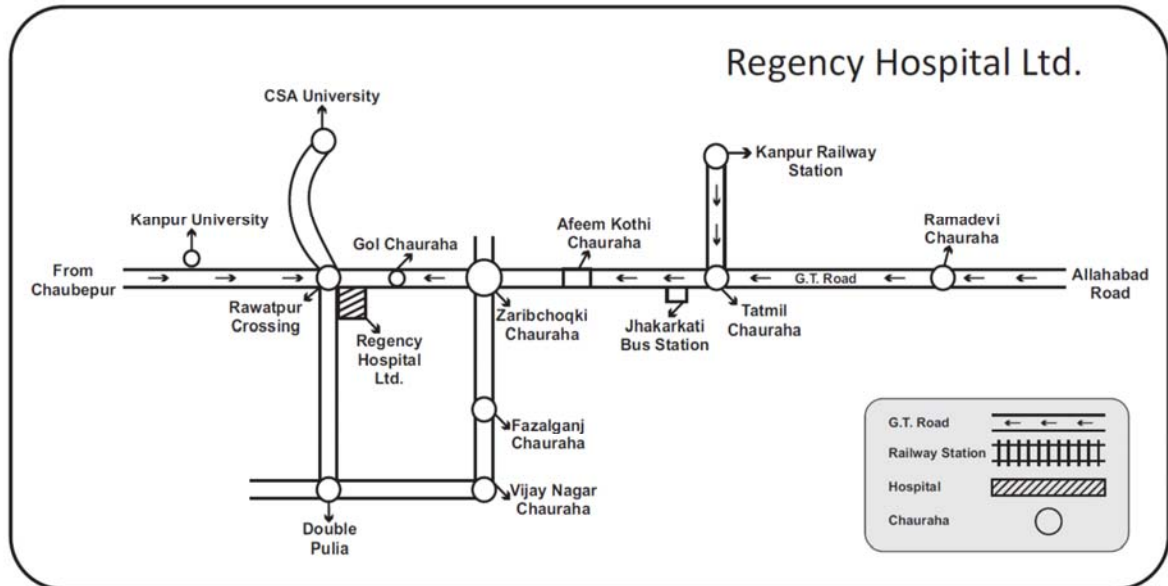 Regency Hospital Ltd.
CSA University
Kanpur Railway
Station
Kanpur University
Gol Chauraha
Afeem Kothi
Chauraha
Ramadevi
Chauraha
From
Chaubepur
G.T. Road
Allahabad
Road
Rawatpur
Crossing
Regency
Hospital
Ltd.
Zaribchoqki
Chauraha
Jhakarkati
Bus Station
Tatmil
Chauraha
Fazalganj
Chauraha
Vijay Nagar
Chauraha
Double
Pulia
G.T. Road
Railway Station
Hospital
Chauraha